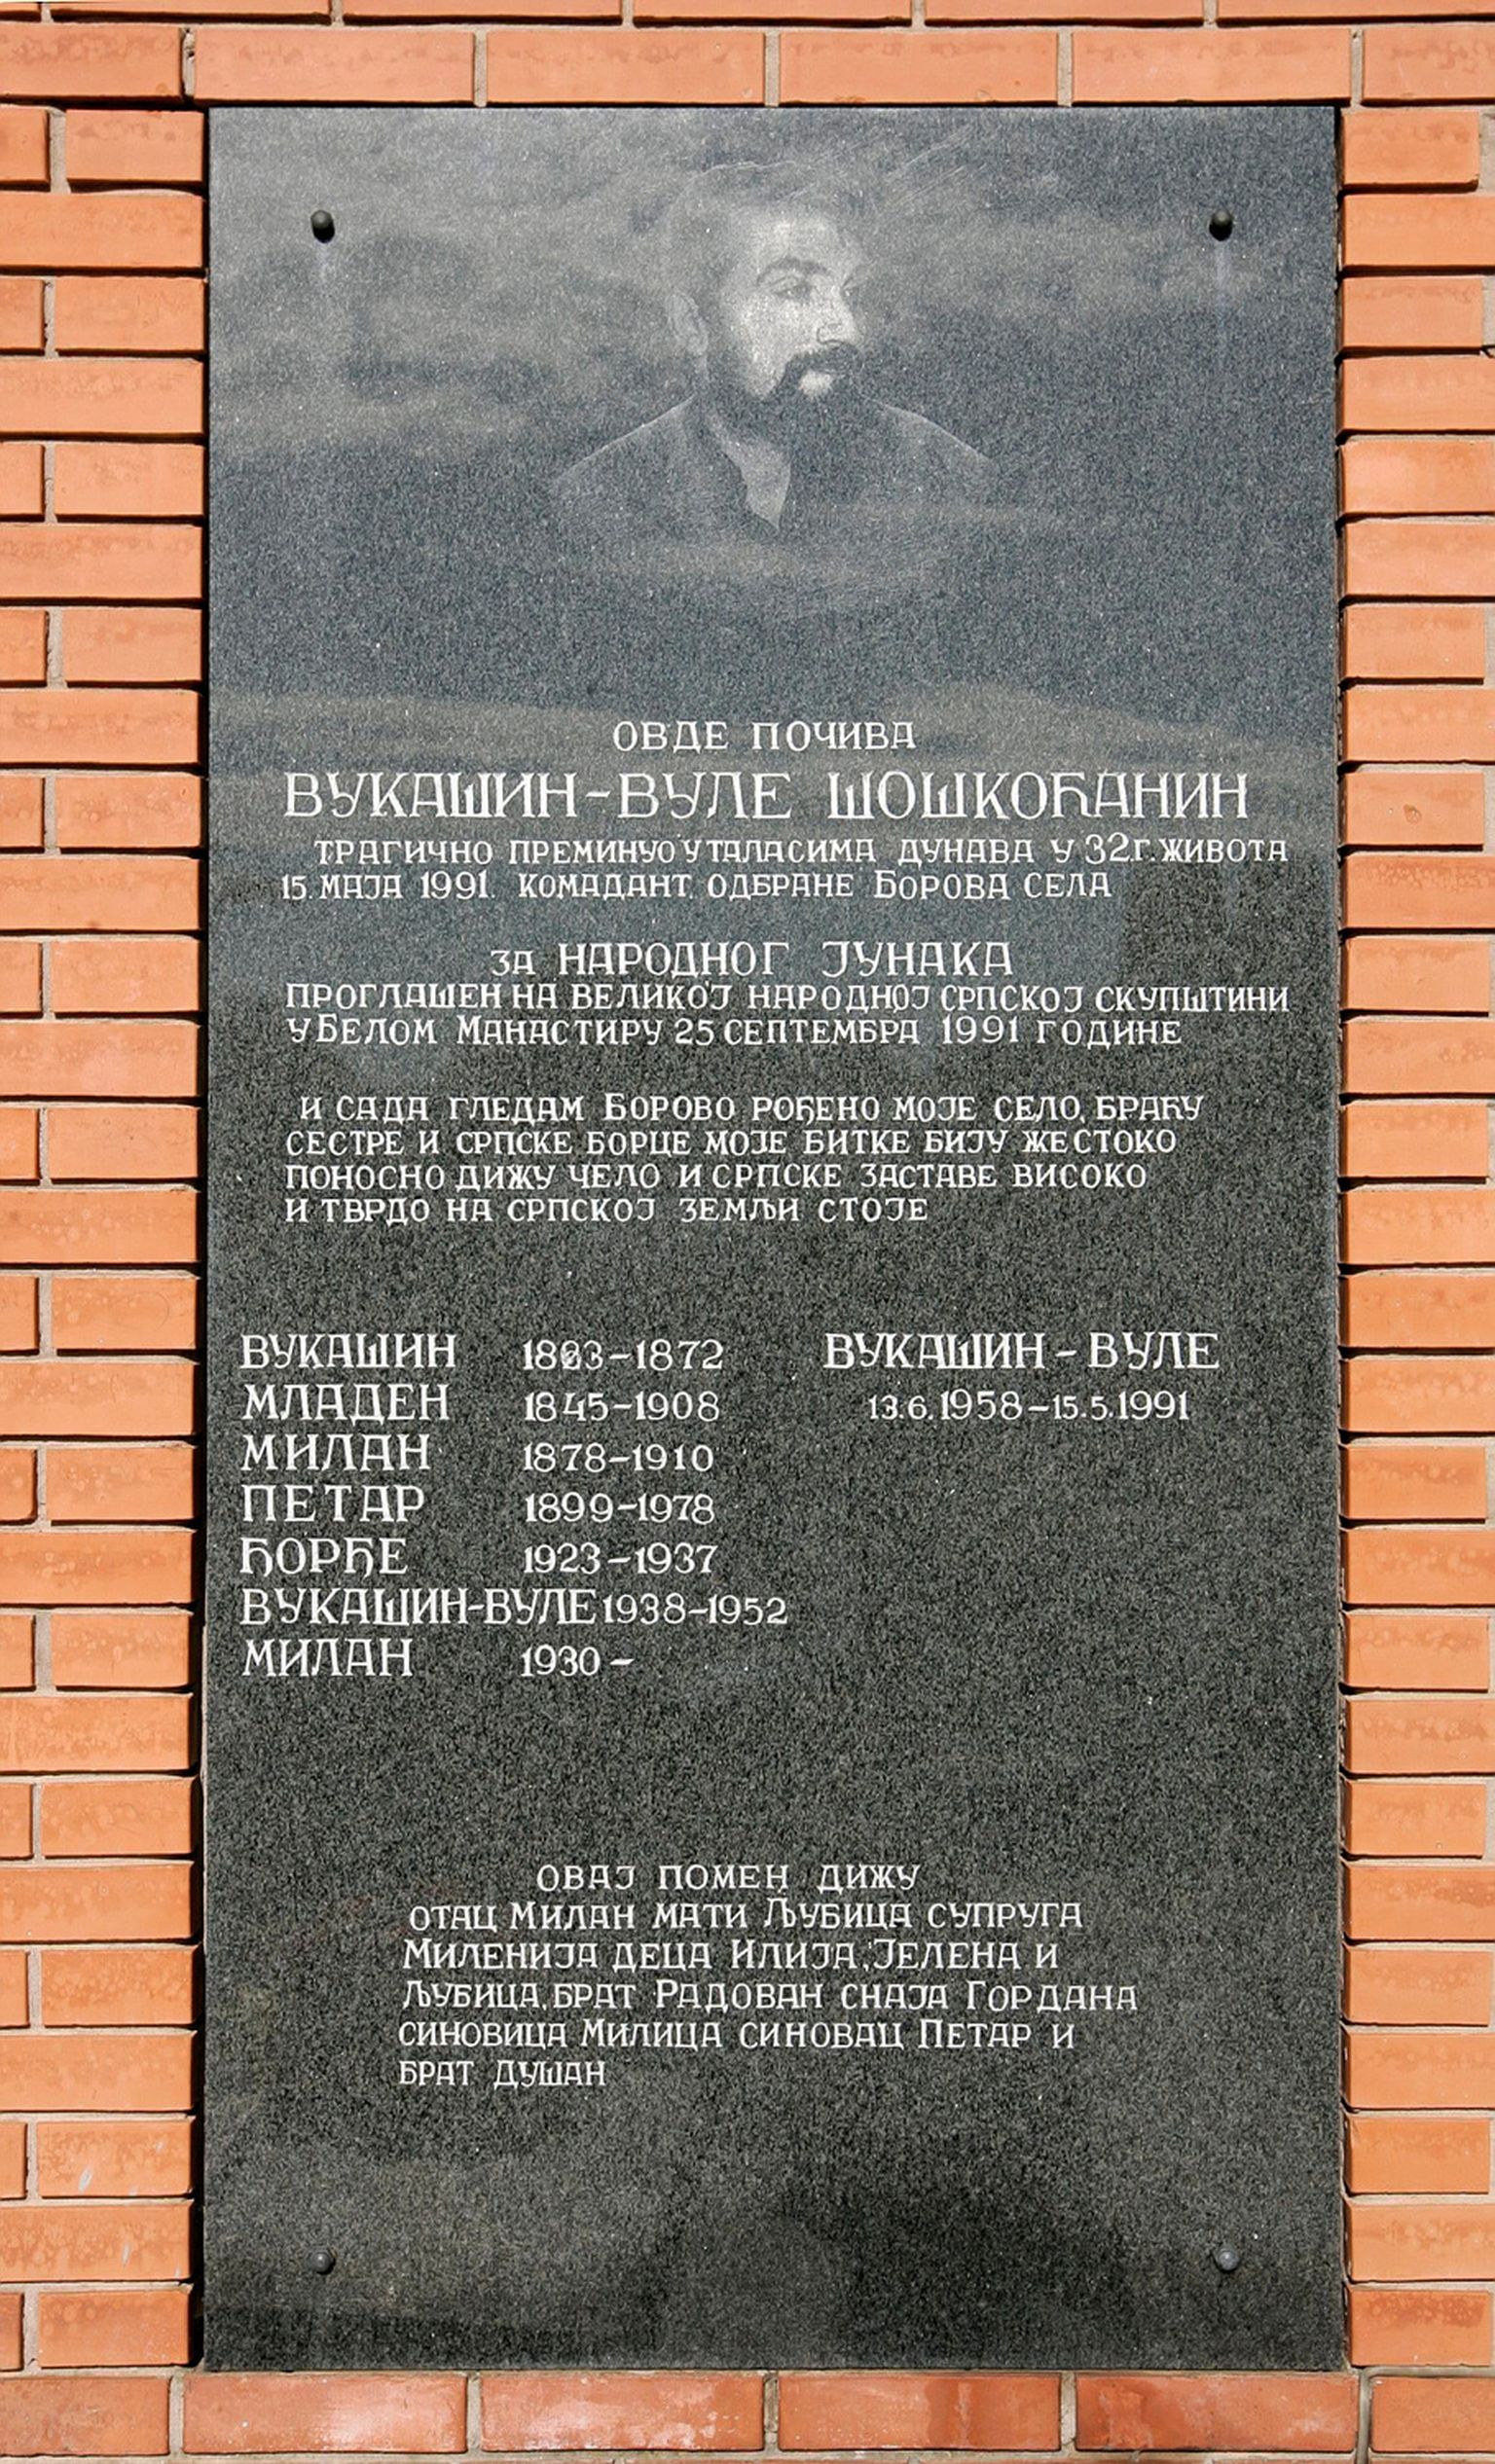 ОВДЕ ПОЧИВА
ВУКАШИН-ВУЛЕ ШОШКОЋАНИН
ТРАГИЧНО ПРЕМИНУО У ТАЛАСИМА ДУНАВА У 32.Г. ЖИВОТА
15. МАЈА 1991. КОМАДАНТ ОДБРАНЕ БОРОВА СЕЛА
ЗА НАРОДНОГ ЈУНАКА
ПРОГЛАШЕН НА ВЕЛИКОЈ НАРОДНОЈ СРПСКОЈ СКУПШТИНИ
У БЕЛОМ МАНАСТИРУ 25 СЕПТЕМБРА 1991 ГОДИНЕ
И САДА ГЛЕДАМ БОРОВО РОЂЕНО МОЈЕ СЕЛО, БРАЋУ
СЕСТРЕ И СРПСКЕ БОРЦЕ МОЈЕ БИТКЕ БИЈУ ЖЕСТОКО
ПОНОСНО ДИЖУ ЧЕЛО И СРПСКЕ ЗАСТАВЕ ВИСОКО
И ТВРДО НА СРПСКОЈ ЗЕМЉИ СТОЈЕ
ВУКАШИН -1872
МЛАДЕН 1845-1908
МИЛАН 1878-1910
ПЕТАР 1899-1978
ЂОРЂЕ 1923-1937
ВУКАШИН-ВУЛЕ 1938-1952
МИЛАН 1930-
ВУКАШИН-ВУЛЕ
13.6.1958-15.5.1991
ОВАЈ ПОМЕН ДИЖУ
ОТАЦ МИЛАН МАТИ ЉУБИЦА СУПРУГА
МИЛЕНИЈА ДЕЦА ИЛИЈА, ЈЕЛЕНА И
ЉУБИЦА, БРАТ РАДОВАН СНАЈА ГОРДАНА
СИНОВИЦА МИЛИЦА СИНОВАЦ ПЕТАР И
БРАТ ДУШАН